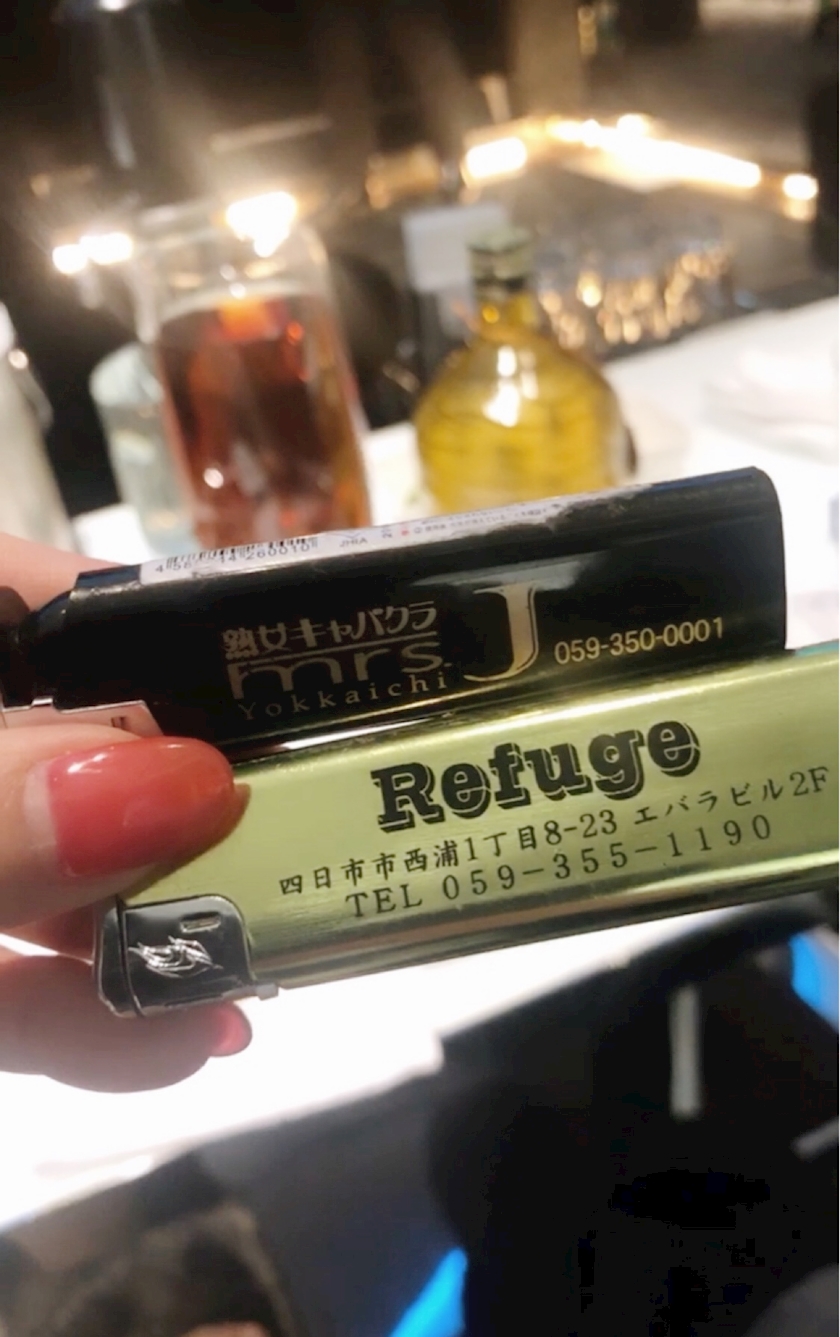 熟女キャバクラ
mrs. J
Yokkaichi
059-350-0001
Refuge
四日市市西浦1丁目8-23 エバラビル2F
TEL 059-355-1190